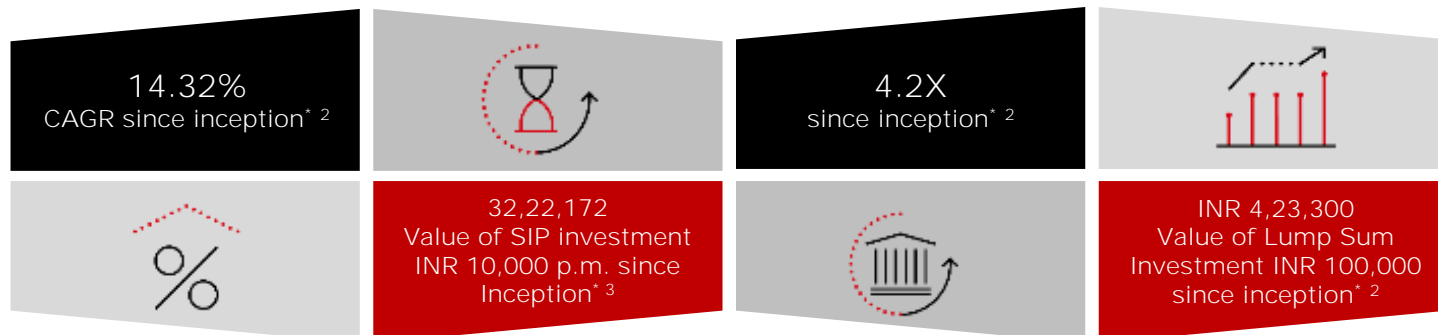 14.32%
CAGR since inception* 2
4.2X
since inception* 2
32,22,172
Value of SIP investment
INR 10,000 p.m. since
Inception* 3
INR 4,23,300
Value of Lump Sum
Investment INR 100,000
since inception* 2